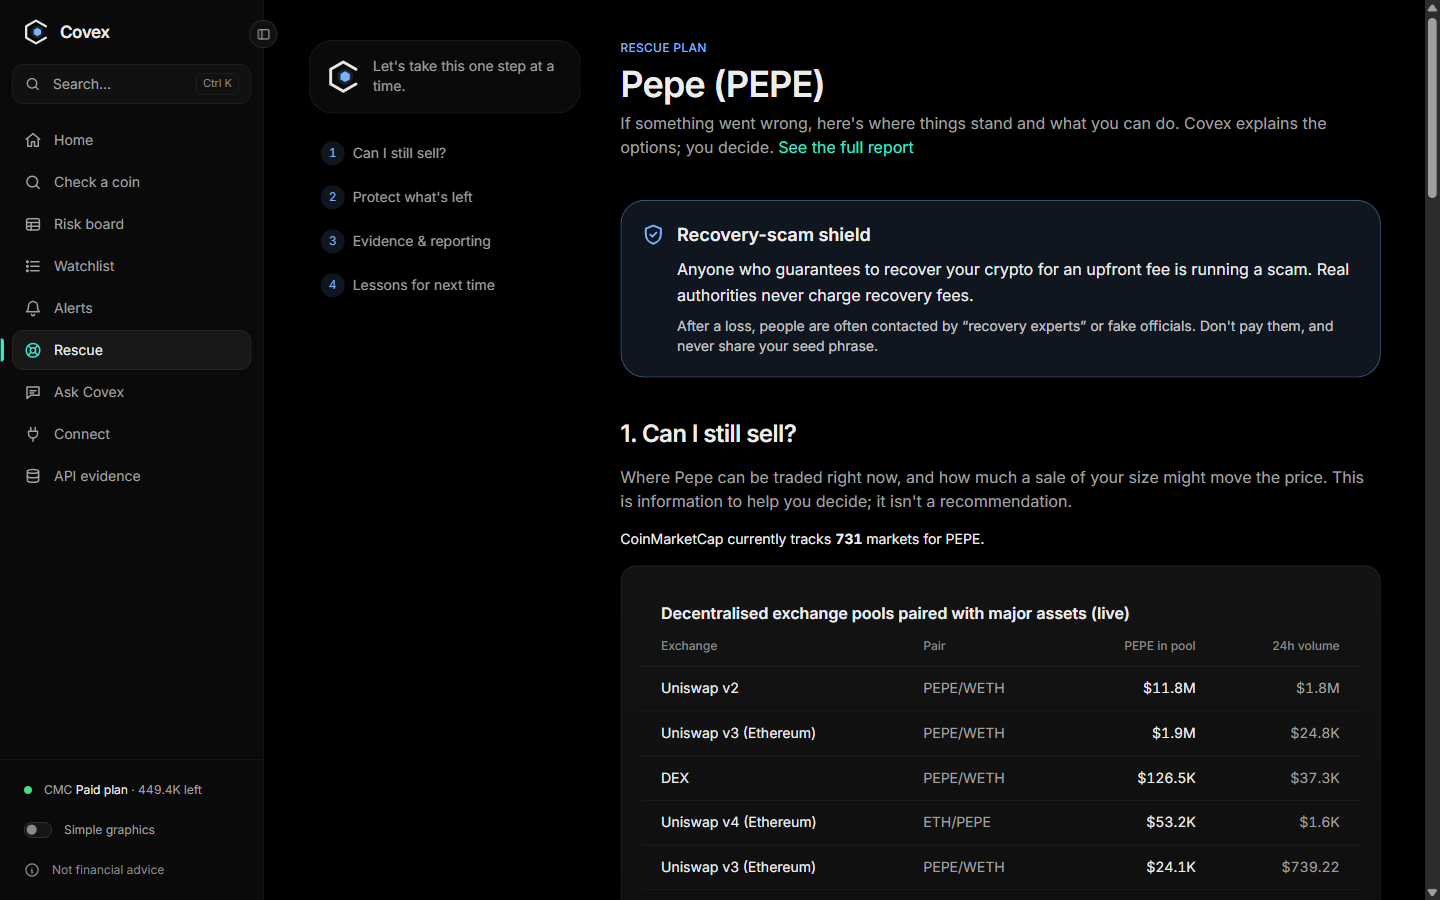 Covex
Search...
Ctrl K
Home
Check a coin
Risk board
Watchlist
Alerts
Rescue
Ask Covex
Connect
API evidence
CMC Paid plan · 449.4K left
Simple graphics
Not financial advice
Let's take this one step at a
time.
1 Can I still sell?
2 Protect what's left
3 Evidence & reporting
4 Lessons for next time
RESCUE PLAN
Pepe (PEPE)
If something went wrong, here's where things stand and what you can do. Covex explains the
options; you decide. See the full report
Recovery-scam shield
Anyone who guarantees to recover your crypto for an upfront fee is running a scam. Real
authorities never charge recovery fees.
After a loss, people are often contacted by “recovery experts” or fake officials. Don't pay them, and
never share your seed phrase.
1. Can I still sell?
Where Pepe can be traded right now, and how much a sale of your size might move the price. This
is information to help you decide; it isn't a recommendation.
CoinMarketCap currently tracks 731 markets for PEPE.
Decentralised exchange pools paired with major assets (live)
Exchange Pair PEPE in pool 24h volume
Uniswap v2 PEPE/WETH $11.8M $1.8M
Uniswap v3 (Ethereum) PEPE/WETH $1.9M $24.8K
DEX PEPE/WETH $126.5K $37.3K
Uniswap v4 (Ethereum) ETH/PEPE $53.2K $1.6K
Uniswap v3 (Ethereum) PEPE/WETH $24.1K $739.22